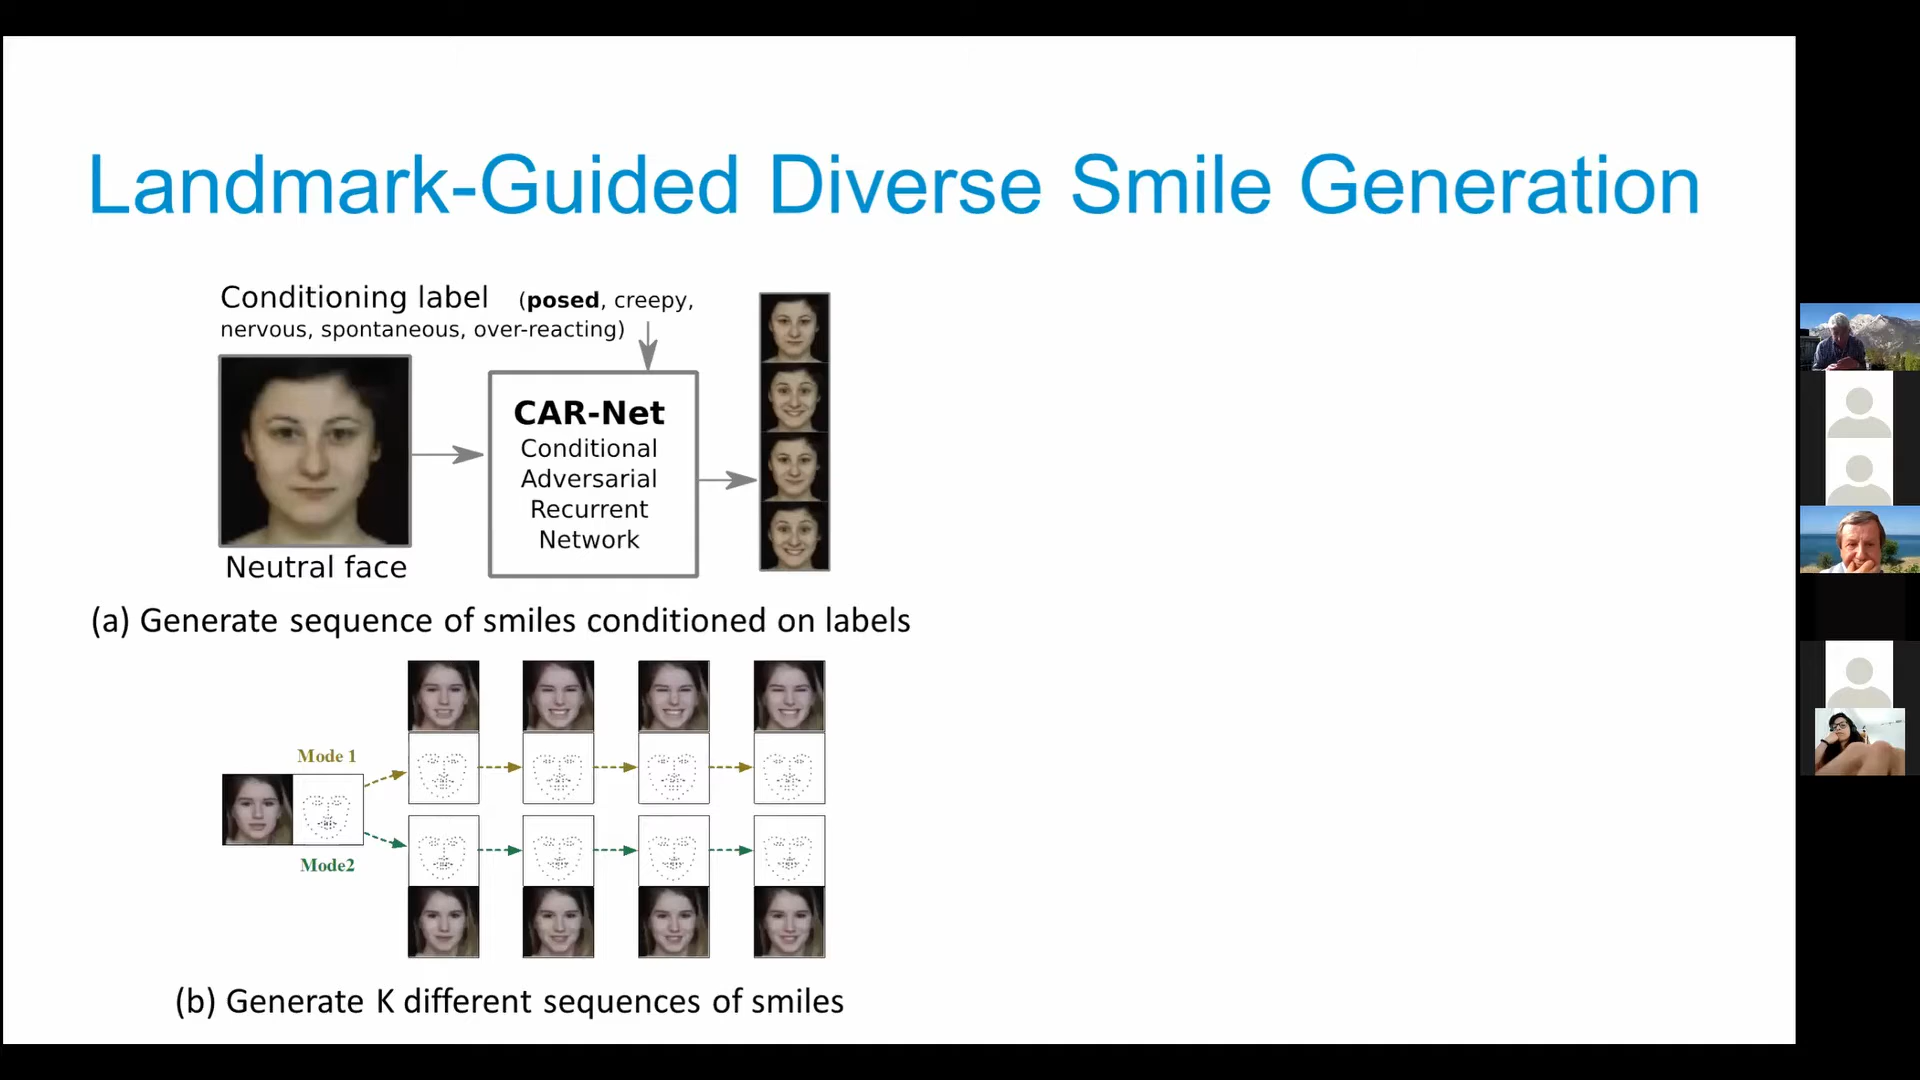 Landmark-Guided Diverse Smile Generation
Conditioning label (posed, creepy,
nervous, spontaneous, over-reacting)
CAR-Net
Conditional
Adversarial
Recurrent
Network
Neutral face
(a) Generate sequence of smiles conditioned on labels
Mode 1
Mode2
(b) Generate K different sequences of smiles